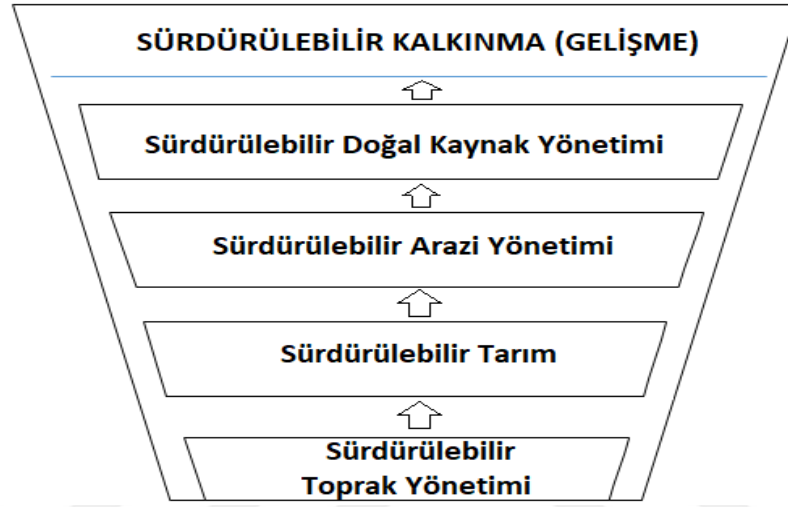 SÜRDÜRÜLEBİLİR KALKINMA (GELİŞME)
Sürdürülebilir Doğal Kaynak Yönetimi
Sürdürülebilir Arazi Yönetimi
Sürdürülebilir Tarım
Sürdürülebilir
Toprak Yönetimi